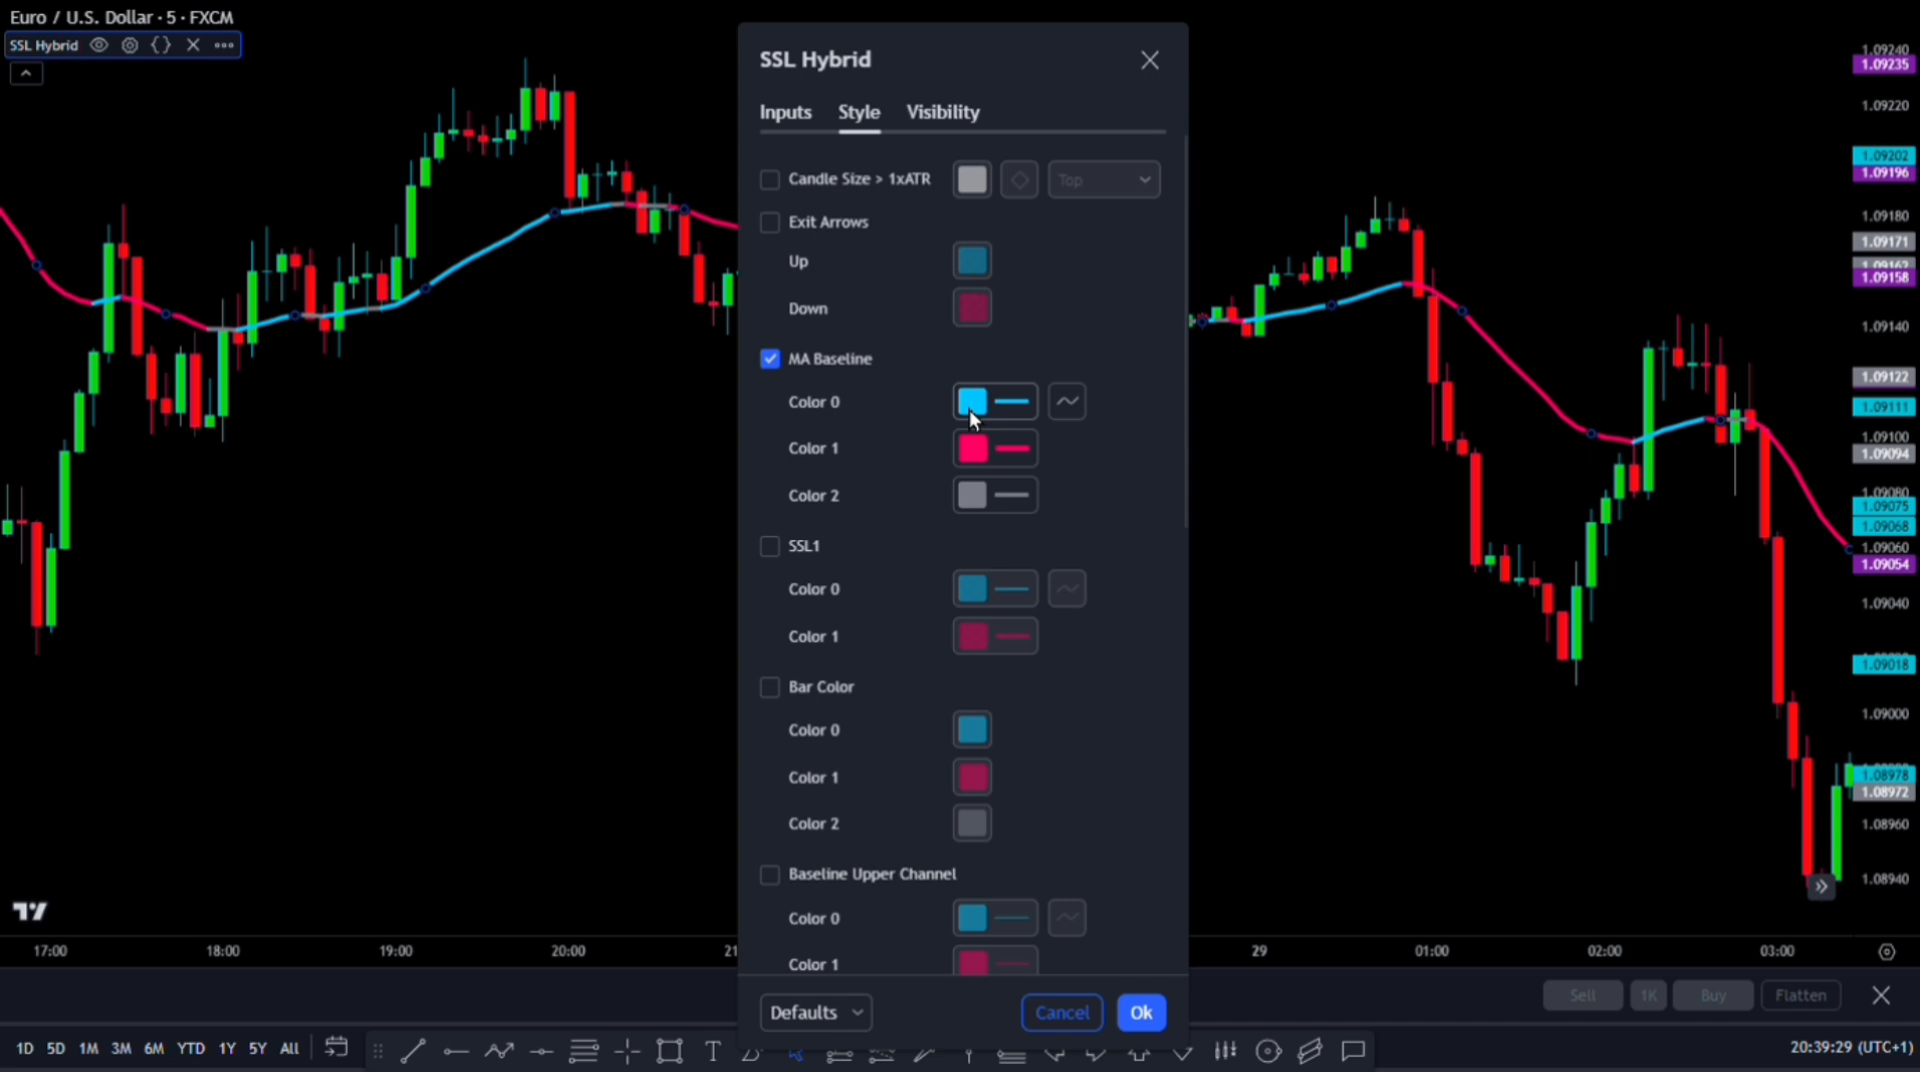 Euro / U.S. Dollar · 5 · FXCM
SSL Hybrid
SSL Hybrid
Inputs Style Visibility
Candle Size > 1xATR Top
Exit Arrows
Up
Down
MA Baseline
Color 0
Color 1
Color 2
SSL1
Color 0
Color 1
Bar Color
Color 0
Color 1
Color 2
Baseline Upper Channel
Color 0
Color 1
Defaults Cancel Ok
1.09240
1.09235
1.09220
1.09202
1.09196
1.09180
1.09171
1.09162
1.09158
1.09140
1.09122
1.09111
1.09100
1.09094
1.09080
1.09075
1.09068
1.09060
1.09054
1.09040
1.09018
1.09000
1.08978
1.08972
1.08960
1.08940
17:00 18:00 19:00 20:00 21 29 01:00 02:00 03:00
Sell 1K Buy Flatten
1D 5D 1M 3M 6M YTD 1Y 5Y All
20:39:29 (UTC+1)